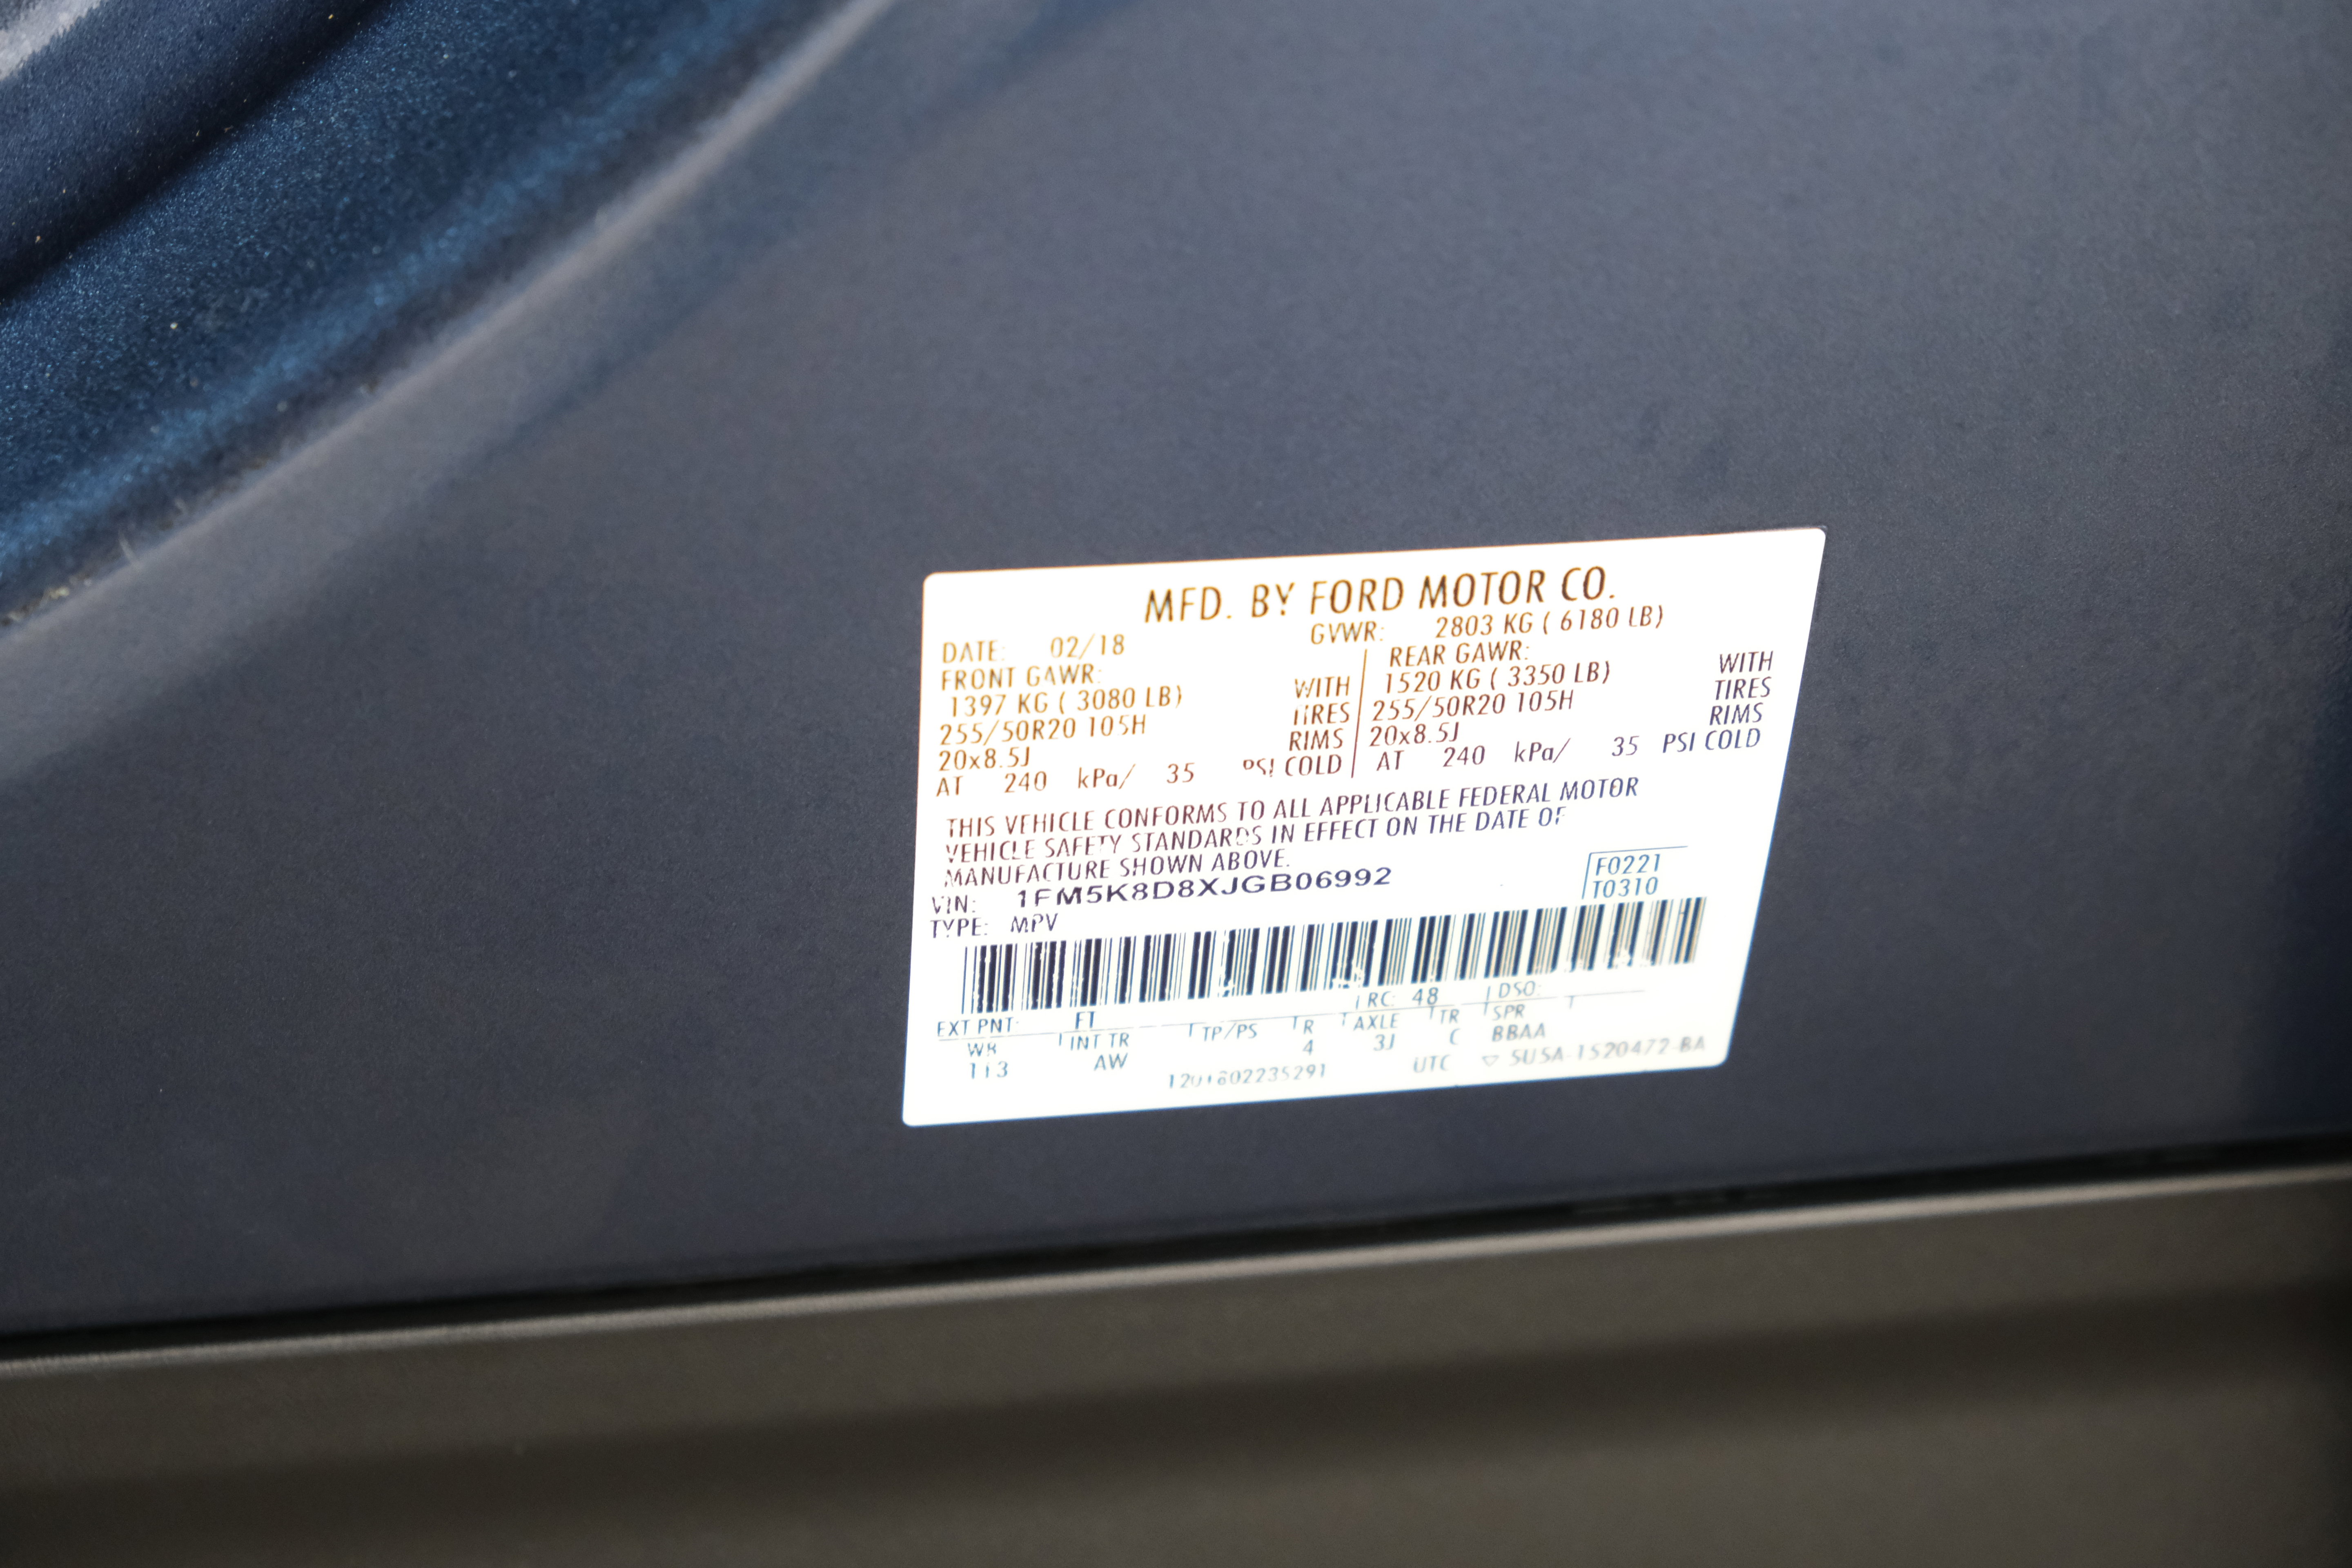 MFD. BY FORD MOTOR CO.
DATE: 02/18 GVWR: 2803 KG ( 6180 LB)
FRONT GAWR: REAR GAWR:
1397 KG ( 3080 LB) WITH 1520 KG ( 3350 LB) WITH
255/50R20 105H TIRES 255/50R20 105H TIRES
20x8.5J RIMS 20x8.5J RIMS
AT 240 kPa/ 35 PSI COLD AT 240 kPa/ 35 PSI COLD
THIS VEHICLE CONFORMS TO ALL APPLICABLE FEDERAL MOTOR
VEHICLE SAFETY STANDARDS IN EFFECT ON THE DATE OF
MANUFACTURE SHOWN ABOVE.
VIN: 1FM5K8D8XJGB06992
F0221
TYPE: MPV
T0310
EXT PNT: FT RC: 48 DSO:
WB INT TR TP/PS R AXLE TR SPR
113 AW 4 3J C BBAA
UTC ▽ 5U5A-1520472-BA